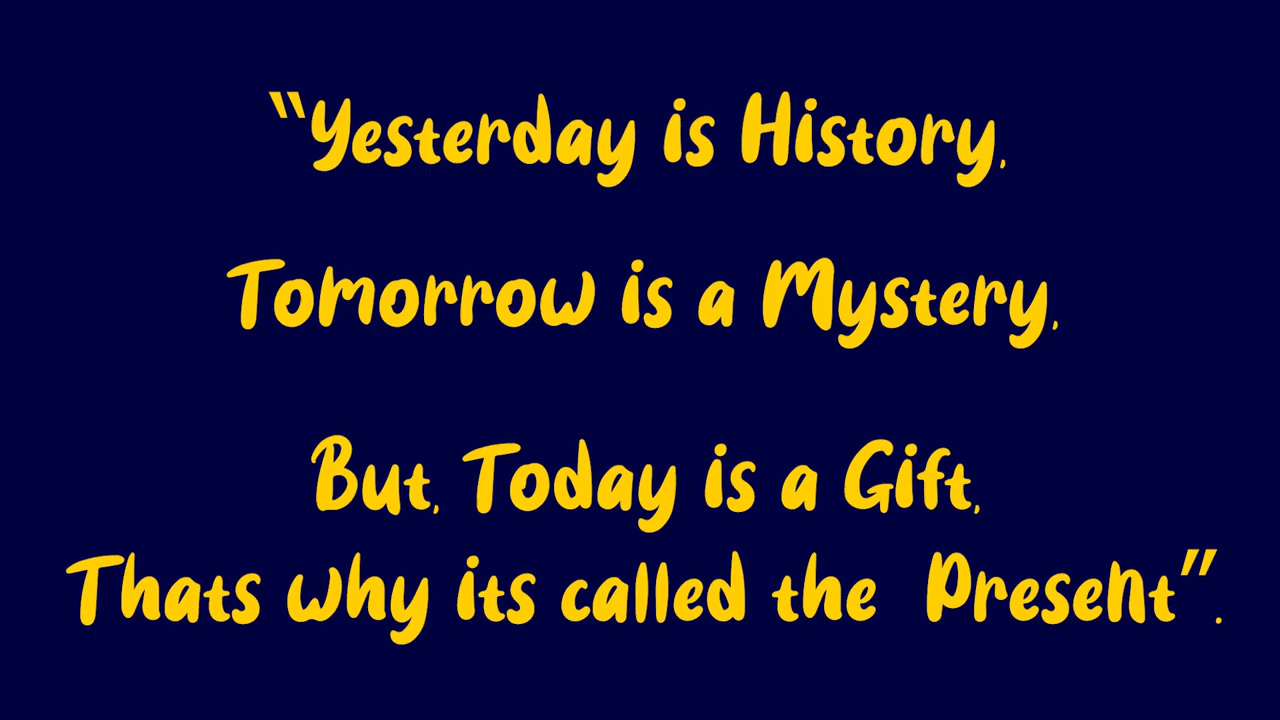 “Yesterday is History,
Tomorrow is a Mystery,
But, Today is a Gift,
Thats why its called the  Present”.